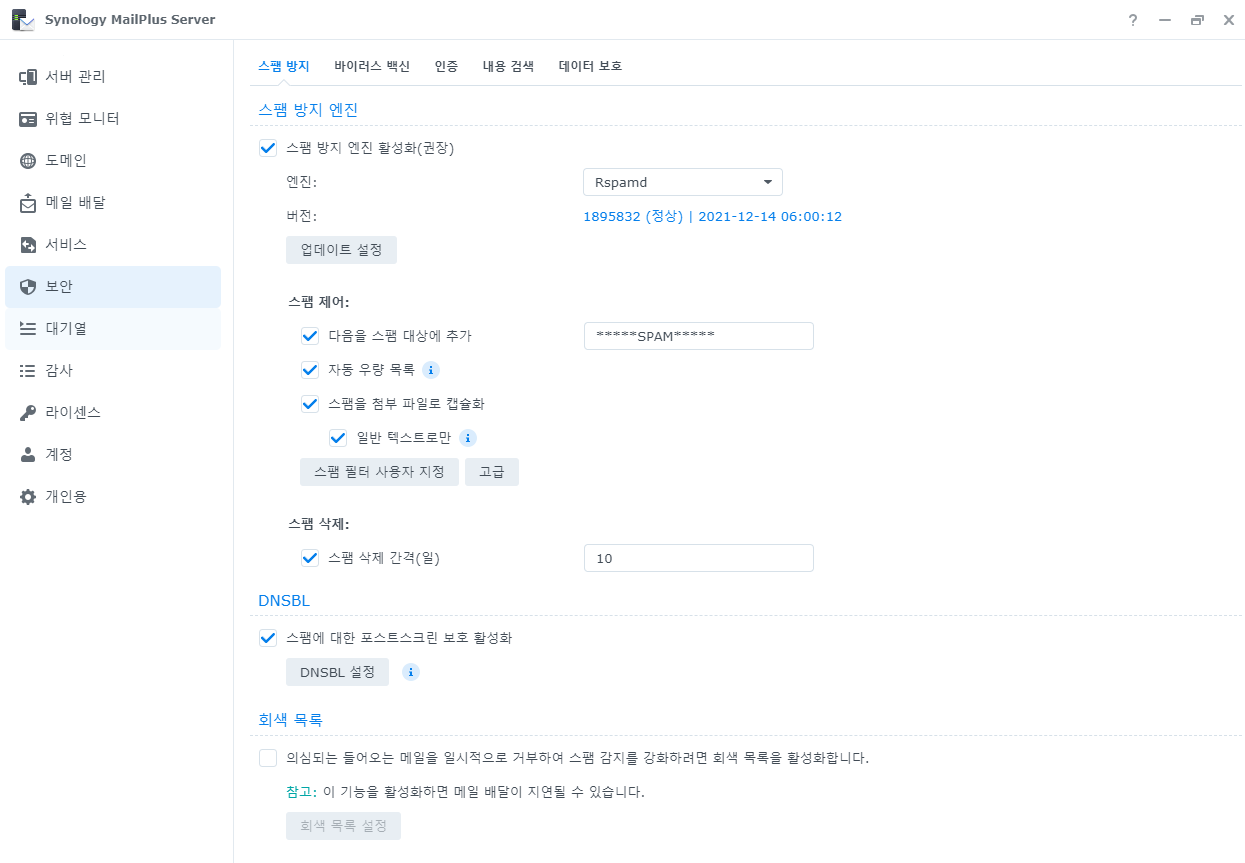 Synology MailPlus Server
서버 관리
위협 모니터
도메인
메일 배달
서비스
보안
대기열
감사
라이센스
계정
개인용
스팸 방지 바이러스 백신 인증 내용 검색 데이터 보호
스팸 방지 엔진
스팸 방지 엔진 활성화(권장)
엔진: Rspamd
버전: 1895832 (정상) | 2021-12-14 06:00:12
업데이트 설정
스팸 제어:
다음을 스팸 대상에 추가 *****SPAM*****
자동 우량 목록
스팸을 첨부 파일로 캡슐화
일반 텍스트로만
스팸 필터 사용자 지정 고급
스팸 삭제:
스팸 삭제 간격(일) 10
DNSBL
스팸에 대한 포스트스크린 보호 활성화
DNSBL 설정
회색 목록
의심되는 들어오는 메일을 일시적으로 거부하여 스팸 감지를 강화하려면 회색 목록을 활성화합니다.
참고: 이 기능을 활성화하면 메일 배달이 지연될 수 있습니다.
회색 목록 설정